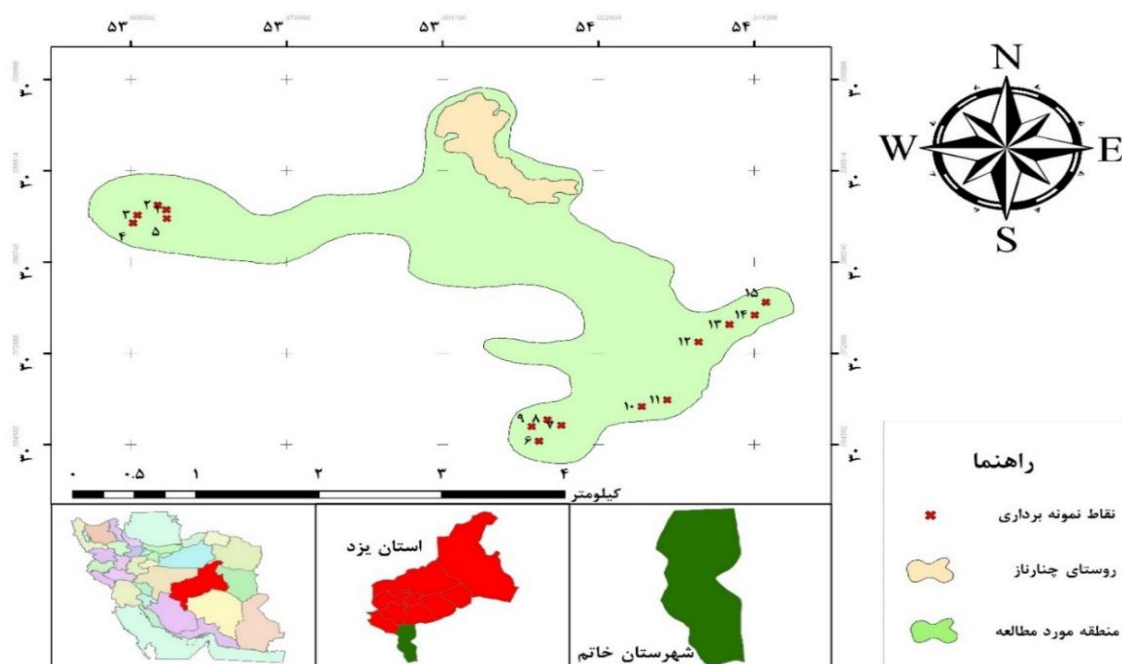 ۵۳ ۵۳ ۵۳ ۵۴ ۵۴
۳۰
۳۰
۳۰
۳۰
۳۰
N
W E
S
۲
۳
۴
۵
۱۵
۱۴
۱۳
۱۲
۱۱
۱۰
۹
۸
۷
۶
۰ ۰.۵ ۱ ۲ ۳ ۴
کیلومتر
راهنما
نقاط نمونه برداری
روستای چنارناز
منطقه مورد مطالعه
استان یزد
شهرستان خاتم